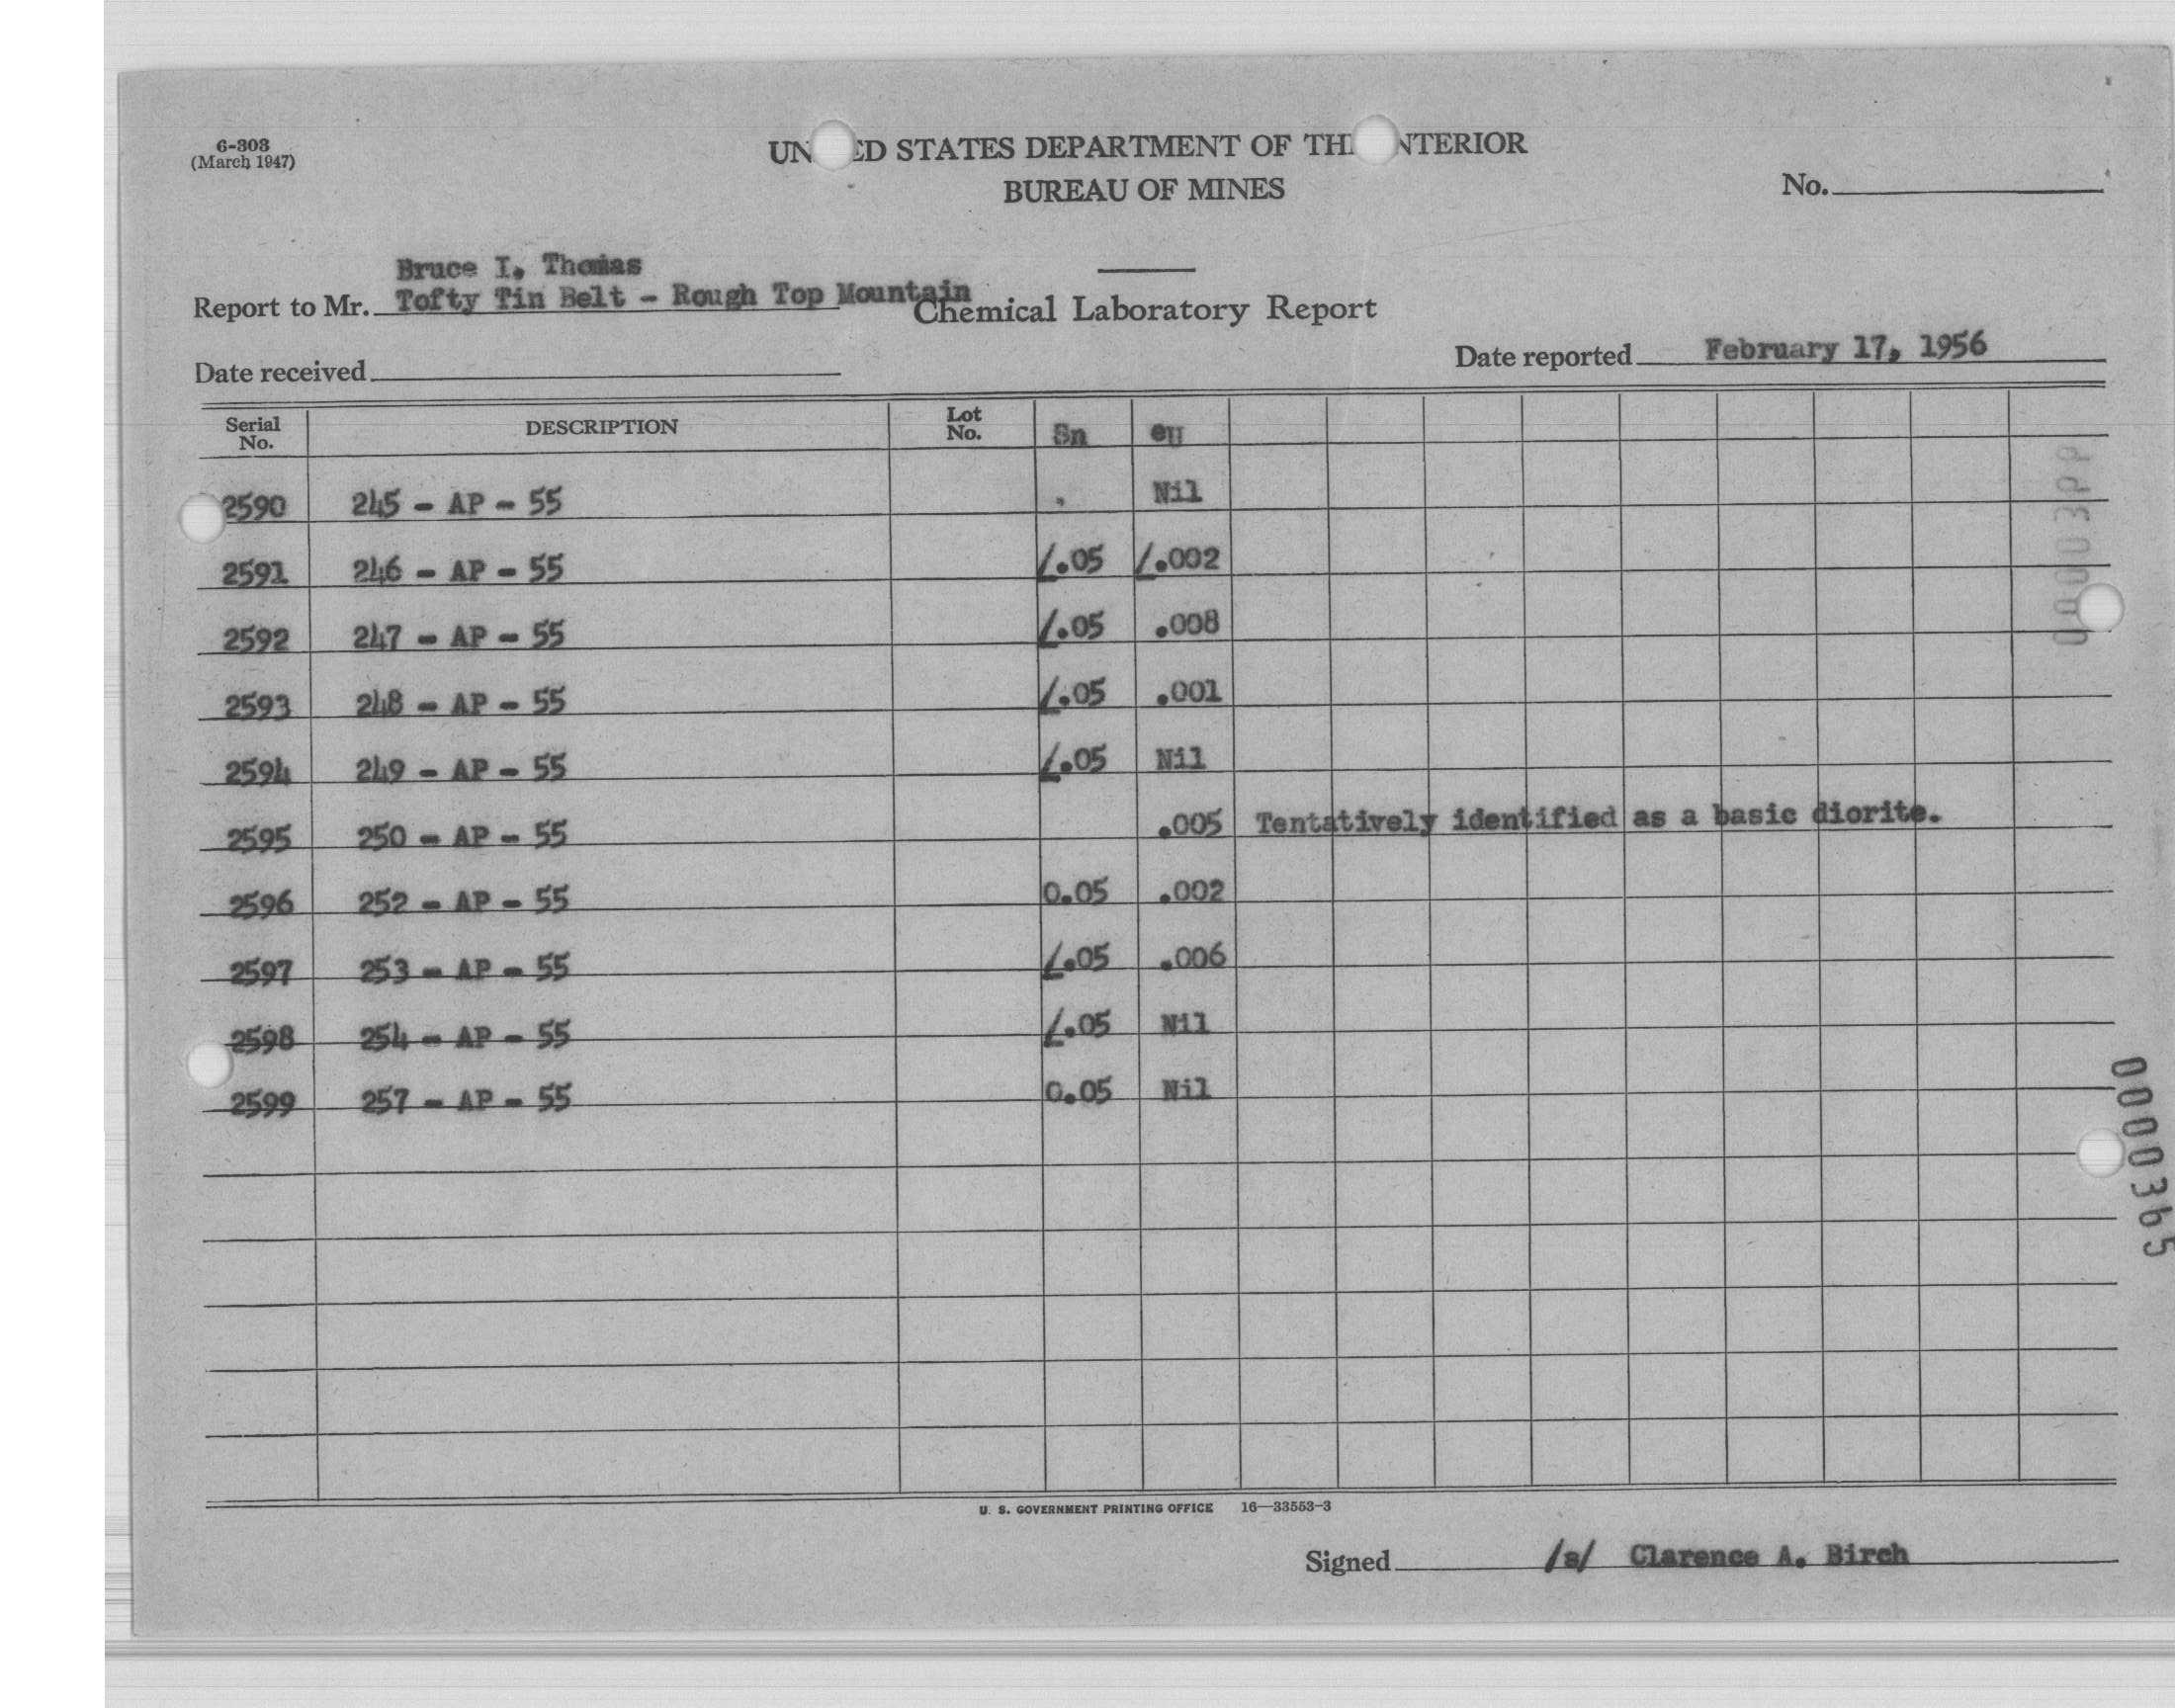 6-303
(March 1947)
UN ED STATES DEPARTMENT OF TH NTERIOR
BUREAU OF MINES
No.
Bruce I. Thomas
Report to Mr. Tofty Tin Belt - Rough Top Mountain
Chemical Laboratory Report
Date received
Date reported February 17, 1956
Serial No. DESCRIPTION Lot No. Sn eU
2590 245 - AP - 55 . Nil
2591 246 - AP - 55 <.05 <.002
2592 247 - AP - 55 <.05 .008
2593 248 - AP - 55 <.05 .001
2594 249 - AP - 55 <.05 Nil
2595 250 - AP - 55 .005 Tentatively identified as a basic diorite.
2596 252 - AP - 55 0.05 .002
2597 253 - AP - 55 <.05 .006
2598 254 - AP - 55 <.05 Nil
2599 257 - AP - 55 0.05 Nil
0000365
U. S. GOVERNMENT PRINTING OFFICE 16—33553-3
Signed /s/ Clarence A. Birch